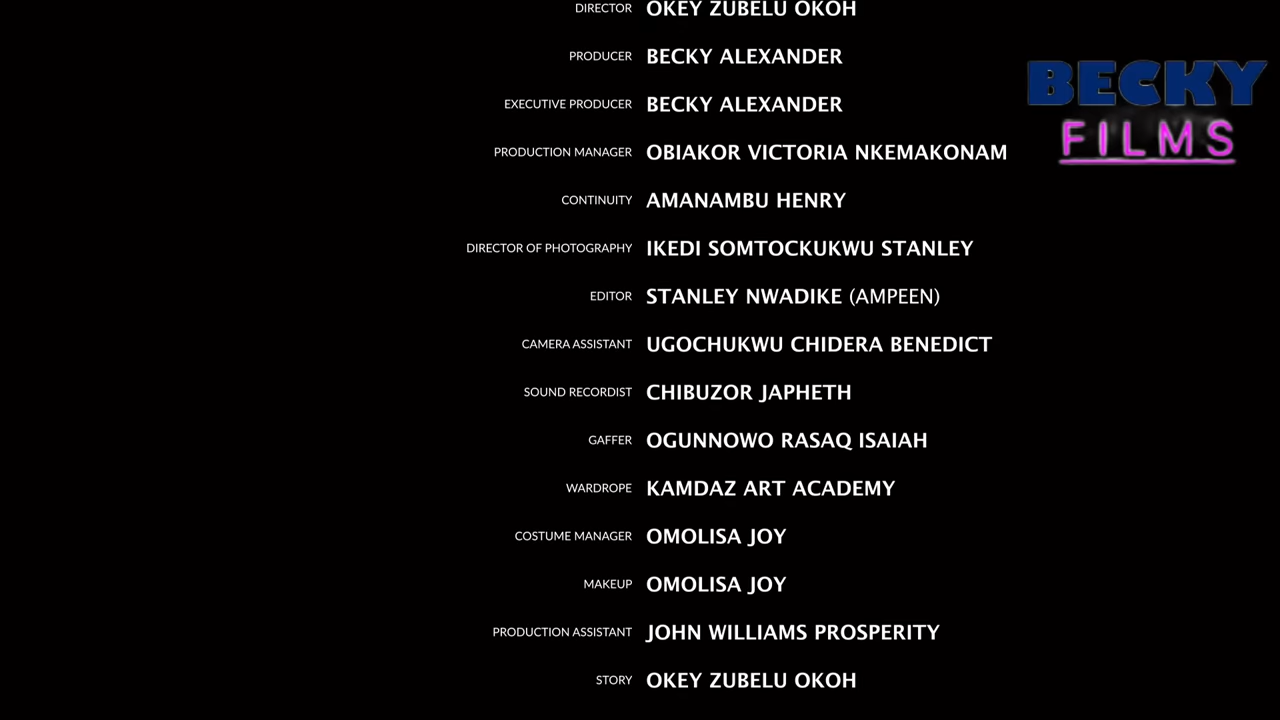 DIRECTOR OKEY ZUBELU OKOH
PRODUCER BECKY ALEXANDER
EXECUTIVE PRODUCER BECKY ALEXANDER
PRODUCTION MANAGER OBIAKOR VICTORIA NKEMAKONAM
CONTINUITY AMANAMBU HENRY
DIRECTOR OF PHOTOGRAPHY IKEDI SOMTOCKUKWU STANLEY
EDITOR STANLEY NWADIKE (AMPEEN)
CAMERA ASSISTANT UGOCHUKWU CHIDERA BENEDICT
SOUND RECORDIST CHIBUZOR JAPHETH
GAFFER OGUNNOWO RASAQ ISAIAH
WARDROPE KAMDAZ ART ACADEMY
COSTUME MANAGER OMOLISA JOY
MAKEUP OMOLISA JOY
PRODUCTION ASSISTANT JOHN WILLIAMS PROSPERITY
STORY OKEY ZUBELU OKOH
BECKY
FILMS